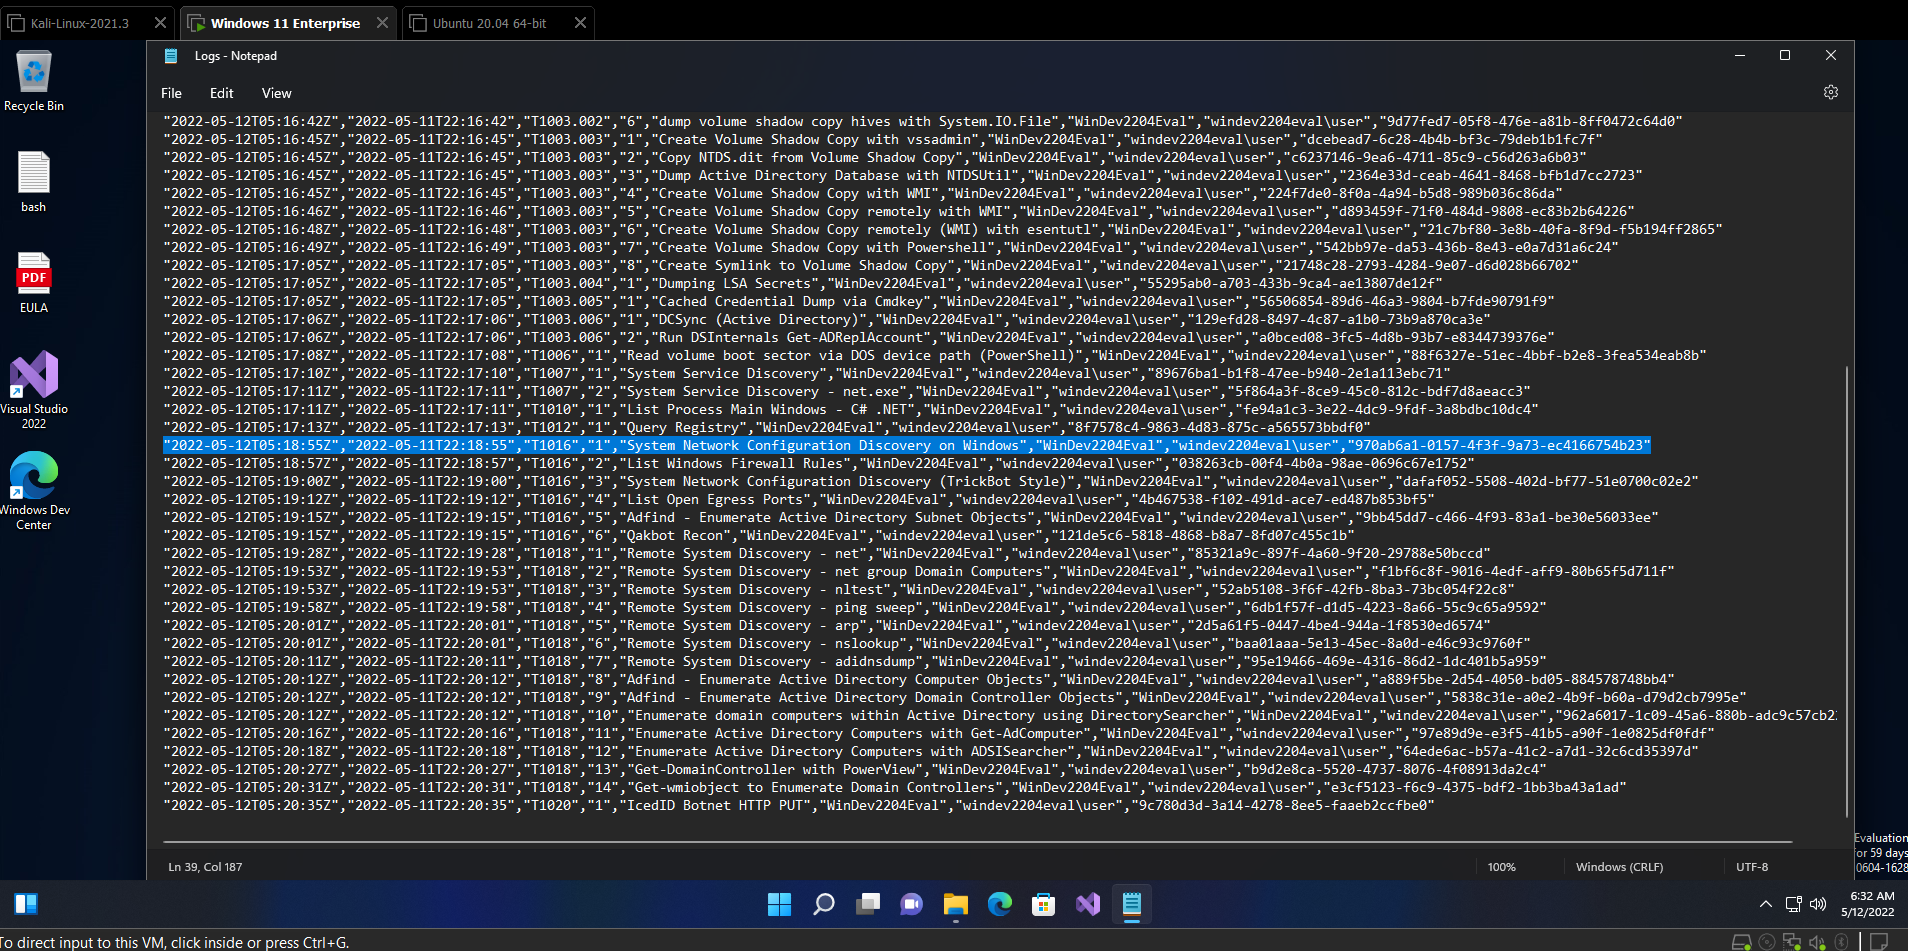 Kali-Linux-2021.3
Windows 11 Enterprise
Ubuntu 20.04 64-bit
Recycle Bin
bash
PDF
EULA
Visual Studio
2022
Windows Dev
Center
Logs - Notepad
File Edit View
"2022-05-12T05:16:42Z","2022-05-11T22:16:42","T1003.002","6","dump volume shadow copy hives with System.IO.File","WinDev2204Eval","windev2204eval\user","9d77fed7-05f8-476e-a81b-8ff0472c64d0"
"2022-05-12T05:16:45Z","2022-05-11T22:16:45","T1003.003","1","Create Volume Shadow Copy with vssadmin","WinDev2204Eval","windev2204eval\user","dcebead7-6c28-4b4b-bf3c-79deb1b1fc7f"
"2022-05-12T05:16:45Z","2022-05-11T22:16:45","T1003.003","2","Copy NTDS.dit from Volume Shadow Copy","WinDev2204Eval","windev2204eval\user","c6237146-9ea6-4711-85c9-c56d263a6b03"
"2022-05-12T05:16:45Z","2022-05-11T22:16:45","T1003.003","3","Dump Active Directory Database with NTDSUtil","WinDev2204Eval","windev2204eval\user","2364e33d-ceab-4641-8468-bfb1d7cc2723"
"2022-05-12T05:16:45Z","2022-05-11T22:16:45","T1003.003","4","Create Volume Shadow Copy with WMI","WinDev2204Eval","windev2204eval\user","224f7de0-8f0a-4a94-b5d8-989b036c86da"
"2022-05-12T05:16:46Z","2022-05-11T22:16:46","T1003.003","5","Create Volume Shadow Copy remotely with WMI","WinDev2204Eval","windev2204eval\user","d893459f-71f0-484d-9808-ec83b2b64226"
"2022-05-12T05:16:48Z","2022-05-11T22:16:48","T1003.003","6","Create Volume Shadow Copy remotely (WMI) with esentutl","WinDev2204Eval","windev2204eval\user","21c7bf80-3e8b-40fa-8f9d-f5b194ff2865"
"2022-05-12T05:16:49Z","2022-05-11T22:16:49","T1003.003","7","Create Volume Shadow Copy with Powershell","WinDev2204Eval","windev2204eval\user","542bb97e-da53-436b-8e43-e0a7d31a6c24"
"2022-05-12T05:17:05Z","2022-05-11T22:17:05","T1003.003","8","Create Symlink to Volume Shadow Copy","WinDev2204Eval","windev2204eval\user","21748c28-2793-4284-9e07-d6d028b66702"
"2022-05-12T05:17:05Z","2022-05-11T22:17:05","T1003.004","1","Dumping LSA Secrets","WinDev2204Eval","windev2204eval\user","55295ab0-a703-433b-9ca4-ae13807de12f"
"2022-05-12T05:17:05Z","2022-05-11T22:17:05","T1003.005","1","Cached Credential Dump via Cmdkey","WinDev2204Eval","windev2204eval\user","56506854-89d6-46a3-9804-b7fde90791f9"
"2022-05-12T05:17:06Z","2022-05-11T22:17:06","T1003.006","1","DCSync (Active Directory)","WinDev2204Eval","windev2204eval\user","129efd28-8497-4c87-a1b0-73b9a870ca3e"
"2022-05-12T05:17:06Z","2022-05-11T22:17:06","T1003.006","2","Run DSInternals Get-ADReplAccount","WinDev2204Eval","windev2204eval\user","a0bced08-3fc5-4d8b-93b7-e8344739376e"
"2022-05-12T05:17:08Z","2022-05-11T22:17:08","T1006","1","Read volume boot sector via DOS device path (PowerShell)","WinDev2204Eval","windev2204eval\user","88f6327e-51ec-4bbf-b2e8-3fea534eab8b"
"2022-05-12T05:17:10Z","2022-05-11T22:17:10","T1007","1","System Service Discovery","WinDev2204Eval","windev2204eval\user","89676ba1-b1f8-47ee-b940-2e1a113ebc71"
"2022-05-12T05:17:11Z","2022-05-11T22:17:11","T1007","2","System Service Discovery - net.exe","WinDev2204Eval","windev2204eval\user","5f864a3f-8ce9-45c0-812c-bdf7d8aeacc3"
"2022-05-12T05:17:11Z","2022-05-11T22:17:11","T1010","1","List Process Main Windows - C# .NET","WinDev2204Eval","windev2204eval\user","fe94a1c3-3e22-4dc9-9fdf-3a8bdbc10dc4"
"2022-05-12T05:17:13Z","2022-05-11T22:17:13","T1012","1","Query Registry","WinDev2204Eval","windev2204eval\user","8f7578c4-9863-4d83-875c-a565573bbdf0"
"2022-05-12T05:18:55Z","2022-05-11T22:18:55","T1016","1","System Network Configuration Discovery on Windows","WinDev2204Eval","windev2204eval\user","970ab6a1-0157-4f3f-9a73-ec4166754b23"
"2022-05-12T05:18:57Z","2022-05-11T22:18:57","T1016","2","List Windows Firewall Rules","WinDev2204Eval","windev2204eval\user","038263cb-00f4-4b0a-98ae-0696c67e1752"
"2022-05-12T05:19:00Z","2022-05-11T22:19:00","T1016","3","System Network Configuration Discovery (TrickBot Style)","WinDev2204Eval","windev2204eval\user","dafaf052-5508-402d-bf77-51e0700c02e2"
"2022-05-12T05:19:12Z","2022-05-11T22:19:12","T1016","4","List Open Egress Ports","WinDev2204Eval","windev2204eval\user","4b467538-f102-491d-ace7-ed487b853bf5"
"2022-05-12T05:19:15Z","2022-05-11T22:19:15","T1016","5","Adfind - Enumerate Active Directory Subnet Objects","WinDev2204Eval","windev2204eval\user","9bb45dd7-c466-4f93-83a1-be30e56033ee"
"2022-05-12T05:19:15Z","2022-05-11T22:19:15","T1016","6","Qakbot Recon","WinDev2204Eval","windev2204eval\user","121de5c6-5818-4868-b8a7-8fd07c455c1b"
"2022-05-12T05:19:28Z","2022-05-11T22:19:28","T1018","1","Remote System Discovery - net","WinDev2204Eval","windev2204eval\user","85321a9c-897f-4a60-9f20-29788e50bccd"
"2022-05-12T05:19:53Z","2022-05-11T22:19:53","T1018","2","Remote System Discovery - net group Domain Computers","WinDev2204Eval","windev2204eval\user","f1bf6c8f-9016-4edf-aff9-80b65f5d711f"
"2022-05-12T05:19:53Z","2022-05-11T22:19:53","T1018","3","Remote System Discovery - nltest","WinDev2204Eval","windev2204eval\user","52ab5108-3f6f-42fb-8ba3-73bc054f22c8"
"2022-05-12T05:19:58Z","2022-05-11T22:19:58","T1018","4","Remote System Discovery - ping sweep","WinDev2204Eval","windev2204eval\user","6db1f57f-d1d5-4223-8a66-55c9c65a9592"
"2022-05-12T05:20:01Z","2022-05-11T22:20:01","T1018","5","Remote System Discovery - arp","WinDev2204Eval","windev2204eval\user","2d5a61f5-0447-4be4-944a-1f8530ed6574"
"2022-05-12T05:20:01Z","2022-05-11T22:20:01","T1018","6","Remote System Discovery - nslookup","WinDev2204Eval","windev2204eval\user","baa01aaa-5e13-45ec-8a0d-e46c93c9760f"
"2022-05-12T05:20:11Z","2022-05-11T22:20:11","T1018","7","Remote System Discovery - adidnsdump","WinDev2204Eval","windev2204eval\user","95e19466-469e-4316-86d2-1dc401b5a959"
"2022-05-12T05:20:12Z","2022-05-11T22:20:12","T1018","8","Adfind - Enumerate Active Directory Computer Objects","WinDev2204Eval","windev2204eval\user","a889f5be-2d54-4050-bd05-884578748bb4"
"2022-05-12T05:20:12Z","2022-05-11T22:20:12","T1018","9","Adfind - Enumerate Active Directory Domain Controller Objects","WinDev2204Eval","windev2204eval\user","5838c31e-a0e2-4b9f-b60a-d79d2cb7995e"
"2022-05-12T05:20:12Z","2022-05-11T22:20:12","T1018","10","Enumerate domain computers within Active Directory using DirectorySearcher","WinDev2204Eval","windev2204eval\user","962a6017-1c09-45a6-880b-adc9c57cb22
"2022-05-12T05:20:16Z","2022-05-11T22:20:16","T1018","11","Enumerate Active Directory Computers with Get-AdComputer","WinDev2204Eval","windev2204eval\user","97e89d9e-e3f5-41b5-a90f-1e0825df0fdf"
"2022-05-12T05:20:18Z","2022-05-11T22:20:18","T1018","12","Enumerate Active Directory Computers with ADSISearcher","WinDev2204Eval","windev2204eval\user","64ede6ac-b57a-41c2-a7d1-32c6cd35397d"
"2022-05-12T05:20:27Z","2022-05-11T22:20:27","T1018","13","Get-DomainController with PowerView","WinDev2204Eval","windev2204eval\user","b9d2e8ca-5520-4737-8076-4f08913da2c4"
"2022-05-12T05:20:31Z","2022-05-11T22:20:31","T1018","14","Get-wmiobject to Enumerate Domain Controllers","WinDev2204Eval","windev2204eval\user","e3cf5123-f6c9-4375-bdf2-1bb3ba43a1ad"
"2022-05-12T05:20:35Z","2022-05-11T22:20:35","T1020","1","IcedID Botnet HTTP PUT","WinDev2204Eval","windev2204eval\user","9c780d3d-3a14-4278-8ee5-faaeb2ccfbe0"
Ln 39, Col 187
100%
Windows (CRLF)
UTF-8
Evaluation
or 59 days
0604-1628
6:32 AM
5/12/2022
To direct input to this VM, click inside or press Ctrl+G.